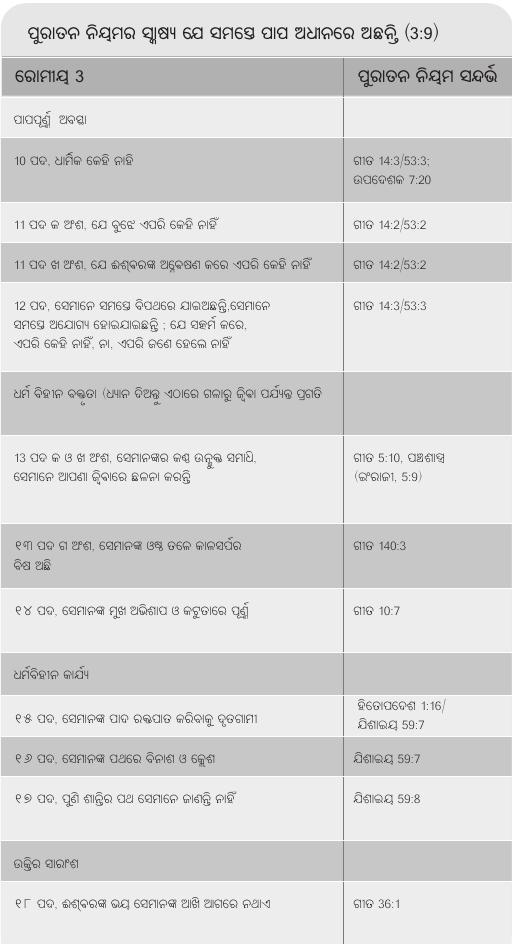 ପୁରାତନ ନିୟମର ସାକ୍ଷ୍ୟ ଯେ ସମସ୍ତେ ପାପ ଅଧୀନରେ ଅଛନ୍ତି (3:9)
ରୋମୀୟ 3 ପୁରାତନ ନିୟମ ସନ୍ଦର୍ଭ
ପାପପୂର୍ଣ୍ଣ ଅବସ୍ଥା
10 ପଦ, ଧାର୍ମିକ କେହି ନାହି ଗୀତ 14:3/53:3;
ଉପଦେଶକ 7:20
11 ପଦ କ ଅଂଶ, ଯେ ବୁଝେ ଏପରି କେହି ନାହିଁ ଗୀତ 14:2/53:2
11 ପଦ ଖ ଅଂଶ, ଯେ ଈଶ୍ଵରଙ୍କ ଅନ୍ଵେଷଣ କରେ ଏପରି କେହି ନାହିଁ ଗୀତ 14:2/53:2
12 ପଦ, ସେମାନେ ସମସ୍ତେ ବିପଥରେ ଯାଇଅଛନ୍ତି,ସେମାନେ ଗୀତ 14:3/53:3
ସମସ୍ତେ ଅଯୋଗ୍ୟ ହୋଇଯାଇଛନ୍ତି ; ଯେ ସତ୍କର୍ମ କରେ,
ଏପରି କେହି ନାହିଁ, ନା, ଏପରି ଜଣେ ହେଲେ ନାହିଁ
ଧର୍ମ ବିହୀନ ବକ୍ତୃତା (ଧ୍ୟାନ ଦିଅନ୍ତୁ ଏଠାରେ ଗଳାରୁ ଜ୍ଵିଵା ପର୍ଯ୍ୟନ୍ତ ପ୍ରଗତି
13 ପଦ କ ଓ ଖ ଅଂଶ, ସେମାନଙ୍କର କଣ୍ଠ ଉନ୍ମୁକ୍ତ ସମାଧି, ଗୀତ 5:10, ପଞ୍ଚଶାସ୍ତ୍ର
ସେମାନେ ଆପଣା ଜ୍ଵିଵାରେ ଛଳନା କରନ୍ତି (ଇଂରାଜୀ, 5:9)
୧୩ ପଦ ଗ ଅଂଶ, ସେମାନଙ୍କ ଓଷ୍ଠ ତଳେ କାଳସର୍ପର ଗୀତ 140:3
ବିଷ ଅଛି
୧୪ ପଦ, ସେମାନଙ୍କ ମୁଖ ଅଭିଶାପ ଓ କଟୁତାରେ ପୂର୍ଣ୍ଣ ଗୀତ 10:7
ଧର୍ମବିହୀନ କାର୍ଯ୍ୟ
୧୫ ପଦ, ସେମାନଙ୍କ ପାଦ ରକ୍ତପାତ କରିବାକୁ ଦୃତଗାମୀ ହିତୋପଦେଶ 1:16/
ଯିଶାଇୟ 59:7
୧୬ ପଦ, ସେମାନଙ୍କ ପଥରେ ବିନାଶ ଓ କ୍ଲେଶ ଯିଶାଇୟ 59:7
୧୭ ପଦ, ପୁଣି ଶାନ୍ତିର ପଥ ସେମାନେ ଜାଣନ୍ତି ନାହିଁ ଯିଶାଇୟ 59:8
ଉକ୍ତିର ସାରାଂଶ
୧୮ ପଦ, ଈଶ୍ଵରଙ୍କ ଭୟ ସେମାନଙ୍କ ଆଖି ଆଗରେ ନଥାଏ ଗୀତ 36:1